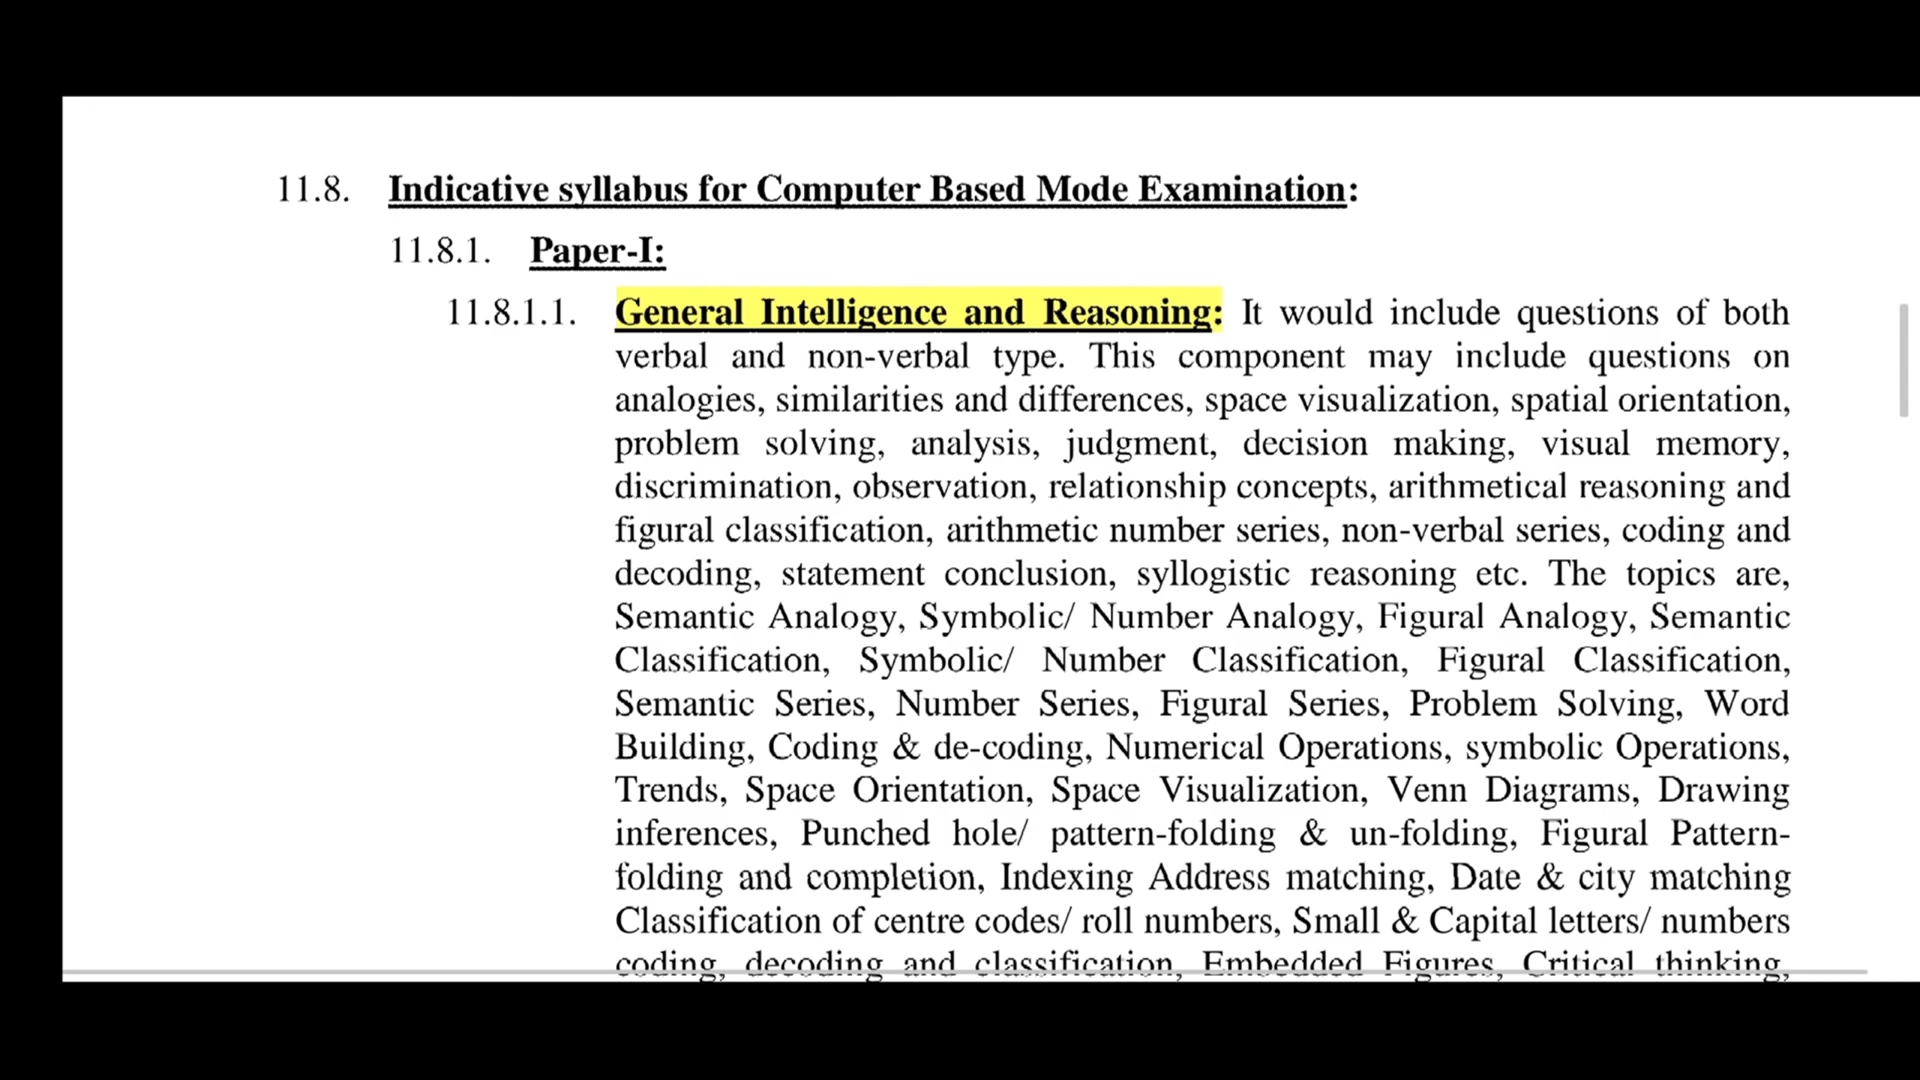 11.8. Indicative syllabus for Computer Based Mode Examination:
11.8.1. Paper-I:
11.8.1.1. General Intelligence and Reasoning: It would include questions of both
verbal and non-verbal type. This component may include questions on
analogies, similarities and differences, space visualization, spatial orientation,
problem solving, analysis, judgment, decision making, visual memory,
discrimination, observation, relationship concepts, arithmetical reasoning and
figural classification, arithmetic number series, non-verbal series, coding and
decoding, statement conclusion, syllogistic reasoning etc. The topics are,
Semantic Analogy, Symbolic/ Number Analogy, Figural Analogy, Semantic
Classification, Symbolic/ Number Classification, Figural Classification,
Semantic Series, Number Series, Figural Series, Problem Solving, Word
Building, Coding & de-coding, Numerical Operations, symbolic Operations,
Trends, Space Orientation, Space Visualization, Venn Diagrams, Drawing
inferences, Punched hole/ pattern-folding & un-folding, Figural Pattern-
folding and completion, Indexing Address matching, Date & city matching
Classification of centre codes/ roll numbers, Small & Capital letters/ numbers
coding, decoding and classification, Embedded Figures, Critical thinking,